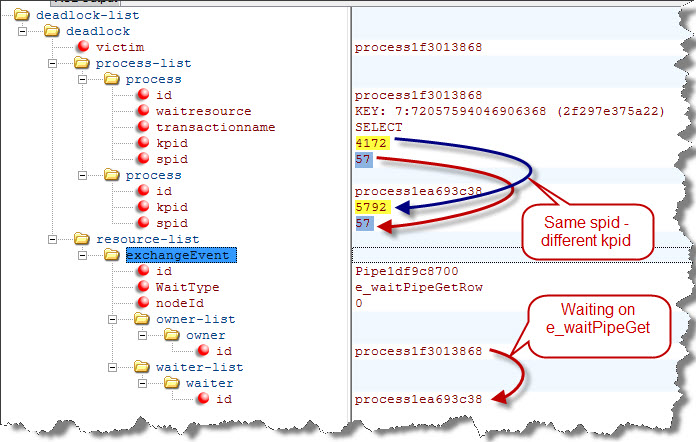 deadlock-list
deadlock
victim process1f3013868
process-list
process
id process1f3013868
waitresource KEY: 7:72057594046906368 (2f297e375a22)
transactionname SELECT
kpid 4172
spid 57
process
id process1ea693c38
kpid 5792
spid 57
Same spid -
different kpid
resource-list
exchangeEvent
id Pipe1df9c8700
WaitType e_waitPipeGetRow
nodeId 0
Waiting on
e_waitPipeGet
owner-list
owner
id process1f3013868
waiter-list
waiter
id process1ea693c38